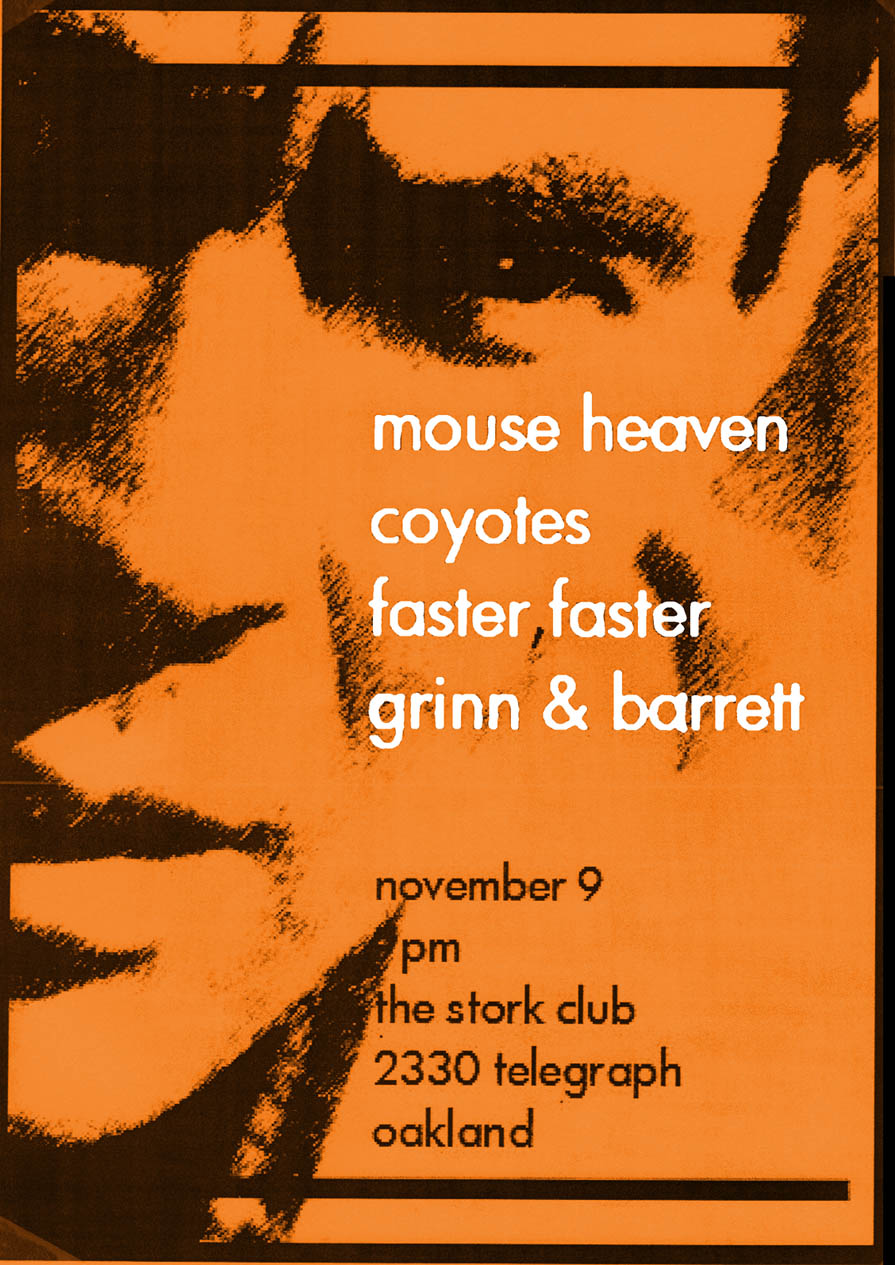 mouse heaven
coyotes
faster, faster
grinn & barrett
november 9
pm
the stork club
2330 telegraph
oakland